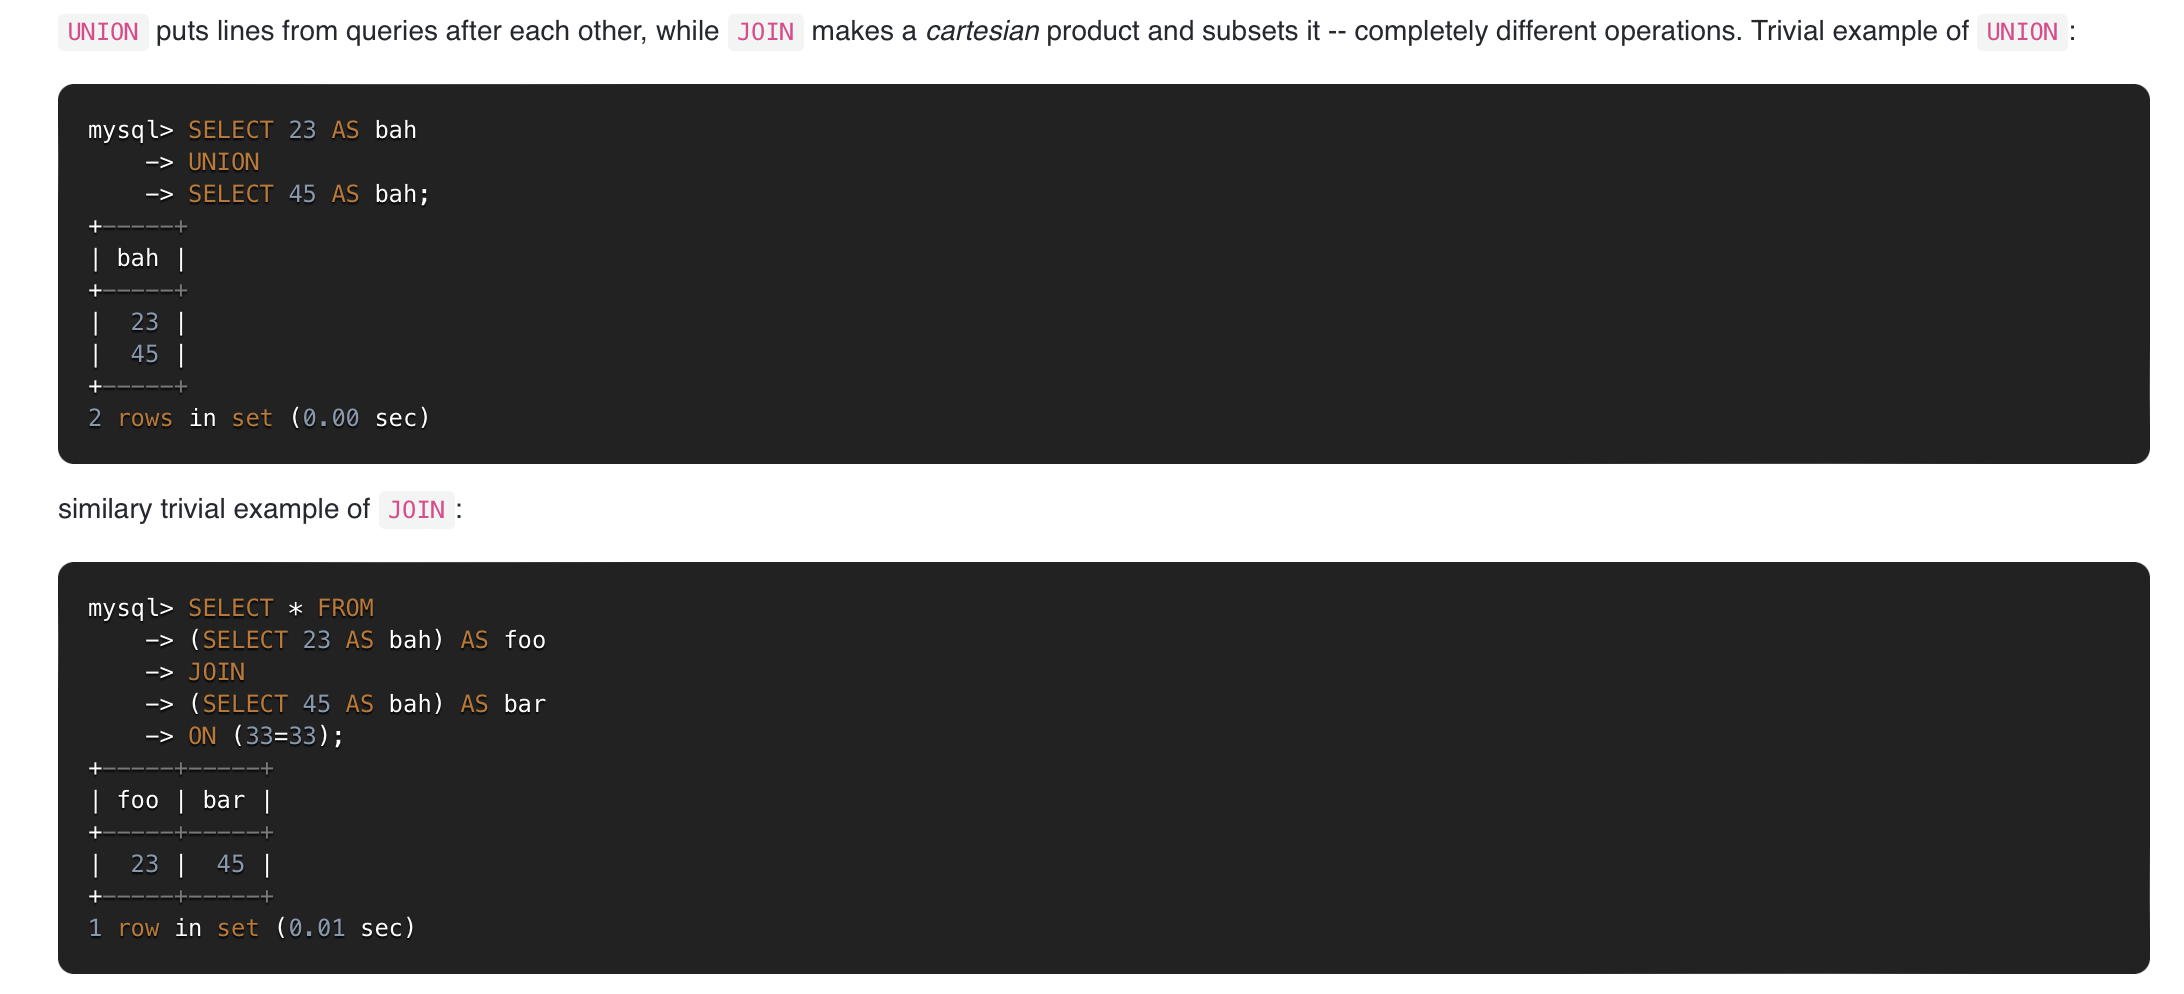 UNION puts lines from queries after each other, while JOIN makes a cartesian product and subsets it -- completely different operations. Trivial example of UNION :
mysql> SELECT 23 AS bah
    -> UNION
    -> SELECT 45 AS bah;
+-----+
| bah |
+-----+
|  23 |
|  45 |
+-----+
2 rows in set (0.00 sec)
similary trivial example of JOIN :
mysql> SELECT * FROM
    -> (SELECT 23 AS bah) AS foo
    -> JOIN
    -> (SELECT 45 AS bah) AS bar
    -> ON (33=33);
+-----+-----+
| foo | bar |
+-----+-----+
|  23 |  45 |
+-----+-----+
1 row in set (0.01 sec)